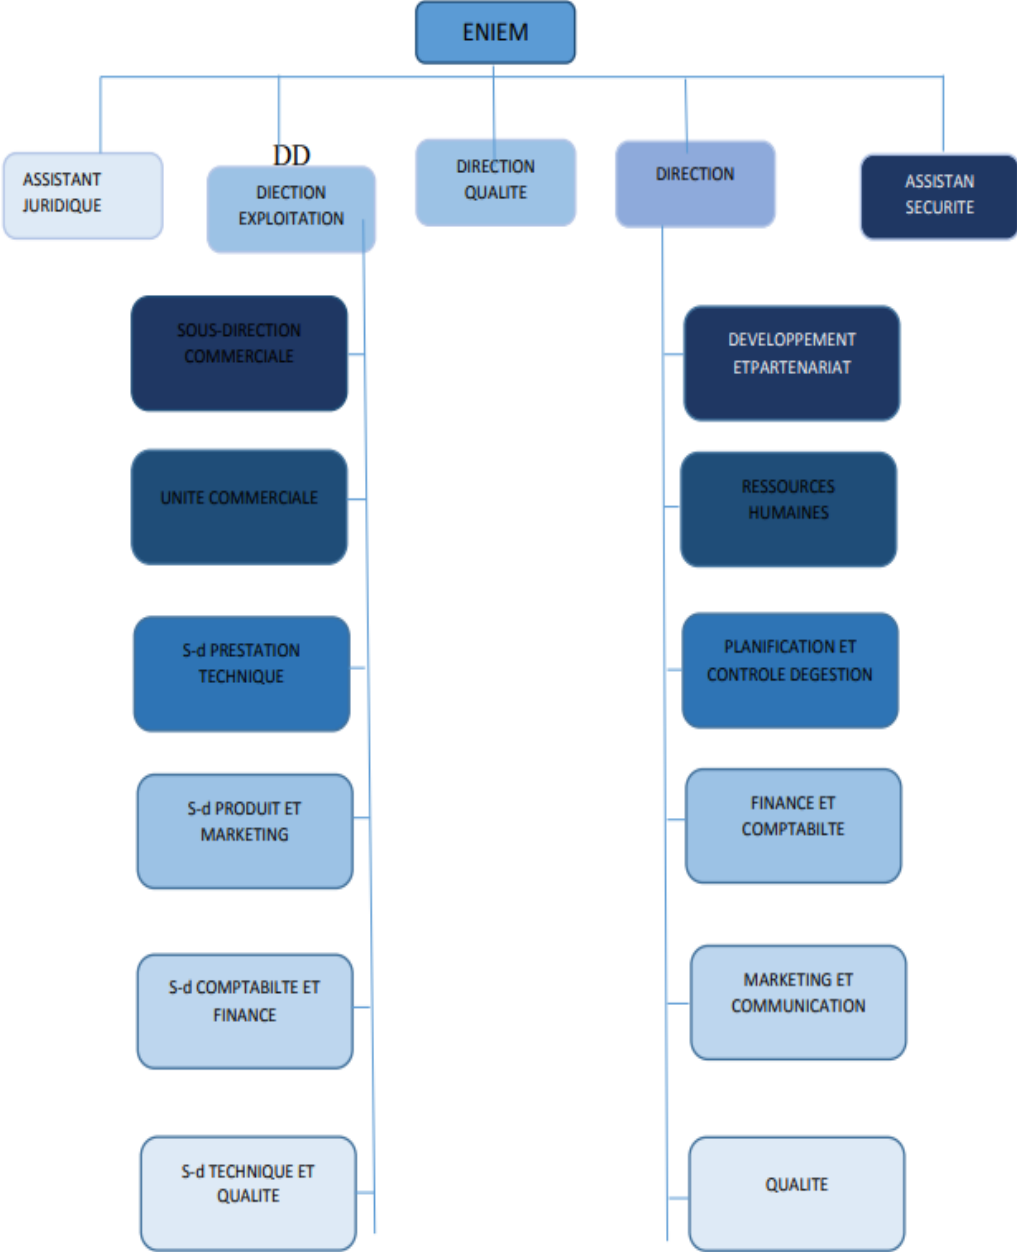 ENIEM
ASSISTANT
JURIDIQUE
DD
DIECTION
EXPLOITATION
DIRECTION
QUALITE
DIRECTION
ASSISTAN
SECURITE
SOUS-DIRECTION
COMMERCIALE
UNITE COMMERCIALE
S-d PRESTATION
TECHNIQUE
S-d PRODUIT ET
MARKETING
S-d COMPTABILTE ET
FINANCE
S-d TECHNIQUE ET
QUALITE
DEVELOPPEMENT
ETPARTENARIAT
RESSOURCES
HUMAINES
PLANIFICATION ET
CONTROLE DEGESTION
FINANCE ET
COMPTABILTE
MARKETING ET
COMMUNICATION
QUALITE